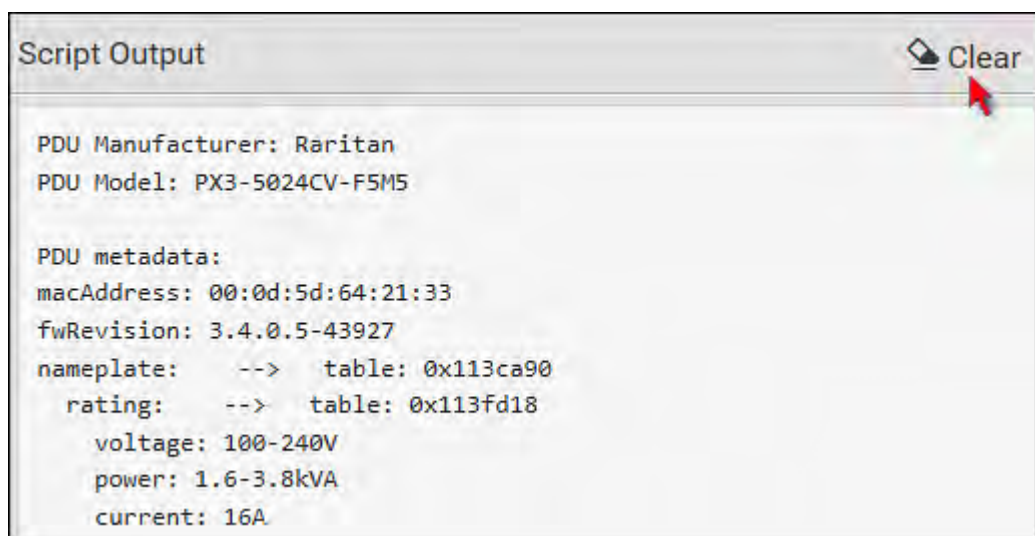 Script Output
Clear
PDU Manufacturer: Raritan
PDU Model: PX3-5024CV-F5M5
PDU metadata:
macAddress: 00:0d:5d:64:21:33
fwRevision: 3.4.0.5-43927
nameplate: --> table: 0x113ca90
rating: --> table: 0x113fd18
voltage: 100-240V
power: 1.6-3.8kVA
current: 16A